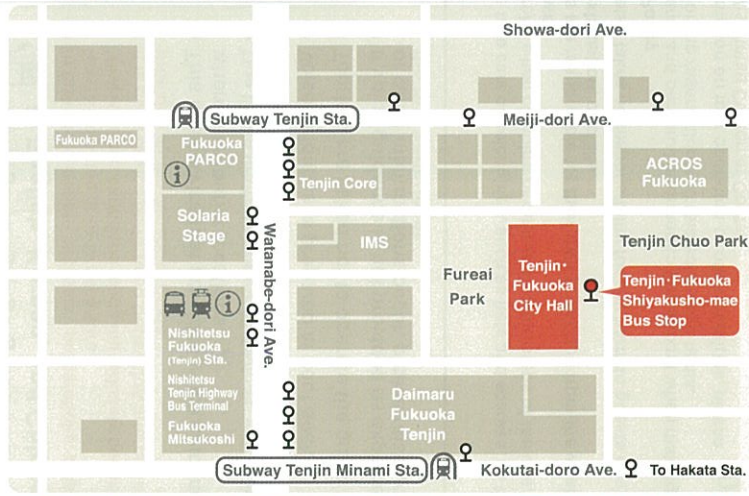 Showa-dori Ave.
Subway Tenjin Sta.
Meiji-dori Ave.
Fukuoka PARCO
Fukuoka
PARCO
Tenjin Core
ACROS
Fukuoka
Solaria
Stage
Watanabe-dori Ave.
IMS
Fureai
Park
Tenjin・
Fukuoka
City Hall
Tenjin Chuo Park
Tenjin・Fukuoka
Shiyakusho-mae
Bus Stop
Nishitetsu
Fukuoka
(Tenjin) Sta.
Nishitetsu
Tenjin Highway
Bus Terminal
Fukuoka
Mitsukoshi
Daimaru
Fukuoka
Tenjin
Subway Tenjin Minami Sta.
Kokutai-doro Ave.
To Hakata Sta.